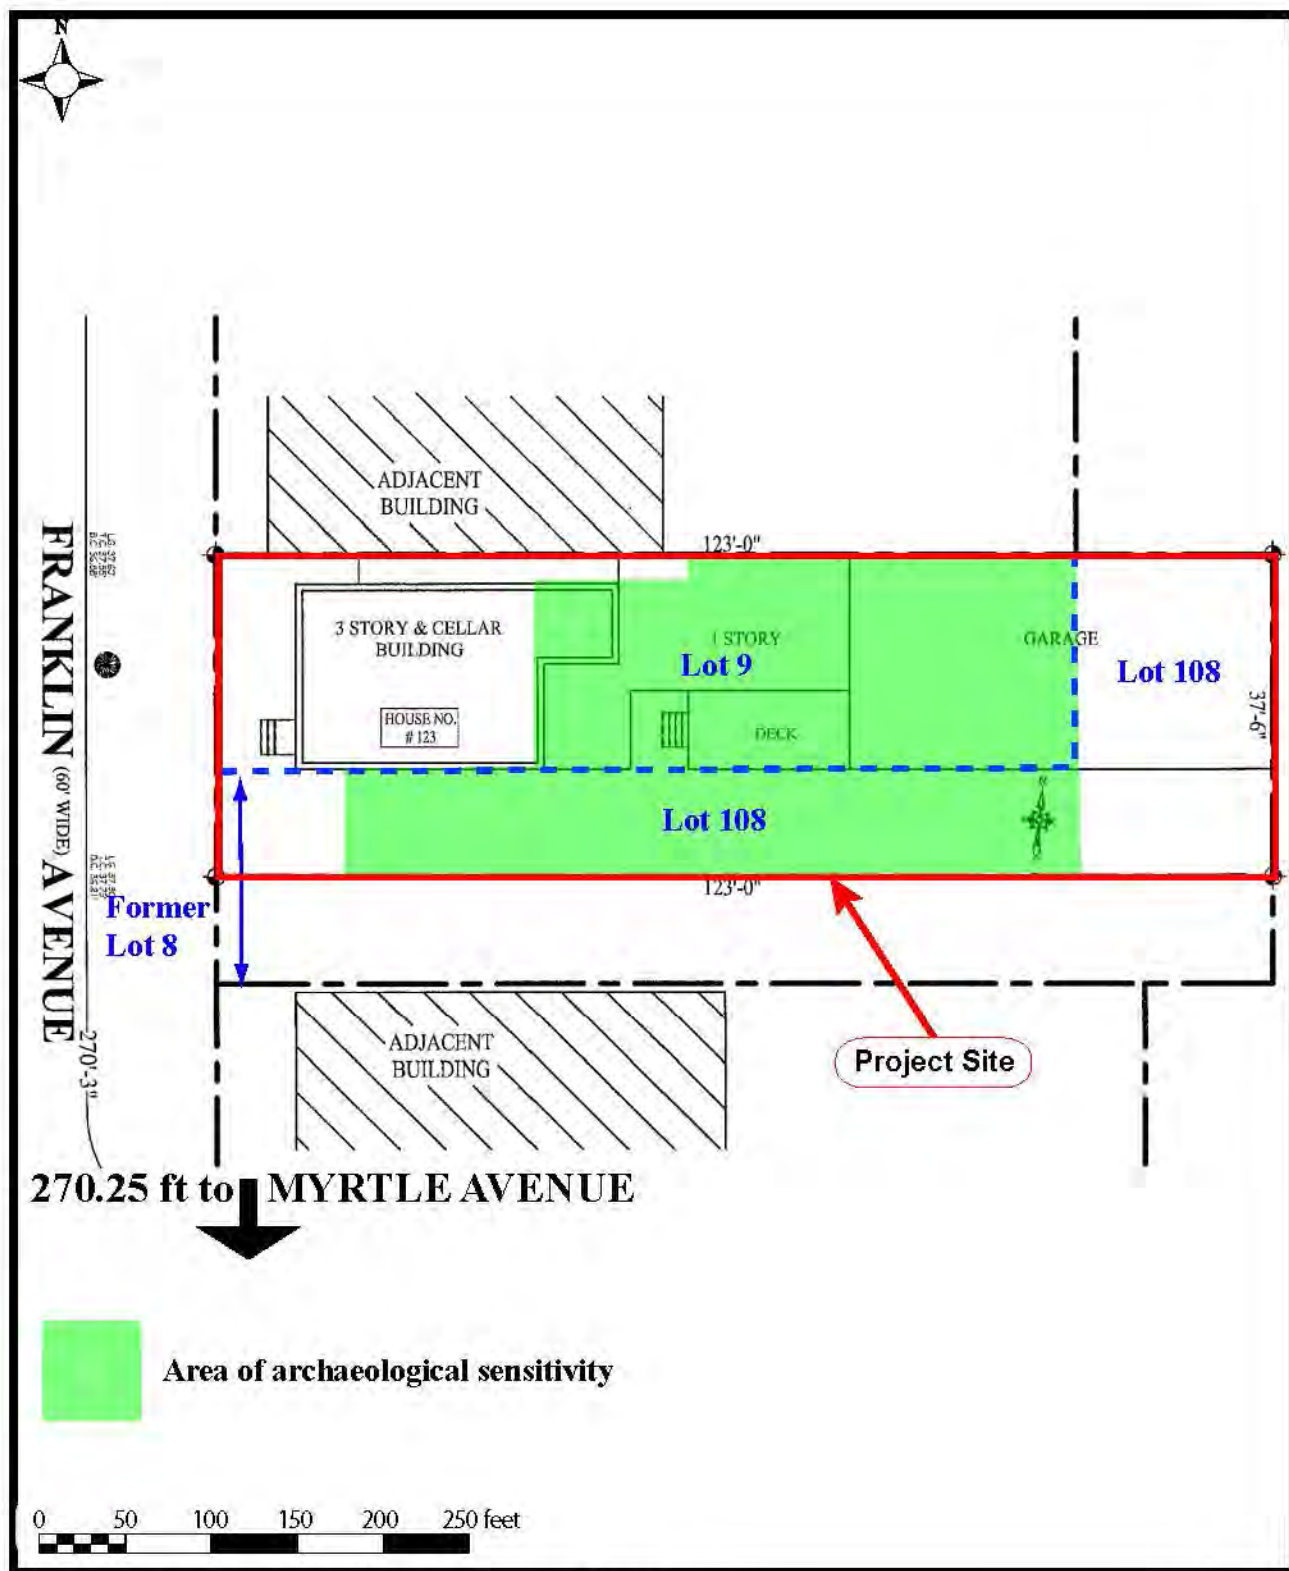 N
ADJACENT
BUILDING
123'-0"
3 STORY & CELLAR
BUILDING
1 STORY
GARAGE
Lot 9
Lot 108
37'-6"
HOUSE NO.
# 123
DECK
FRANKLIN (60' WIDE) AVENUE
Lot 108
N
123'-0"
Former
Lot 8
270'-3"
ADJACENT
BUILDING
Project Site
270.25 ft to MYRTLE AVENUE
Area of archaeological sensitivity
0 50 100 150 200 250 feet